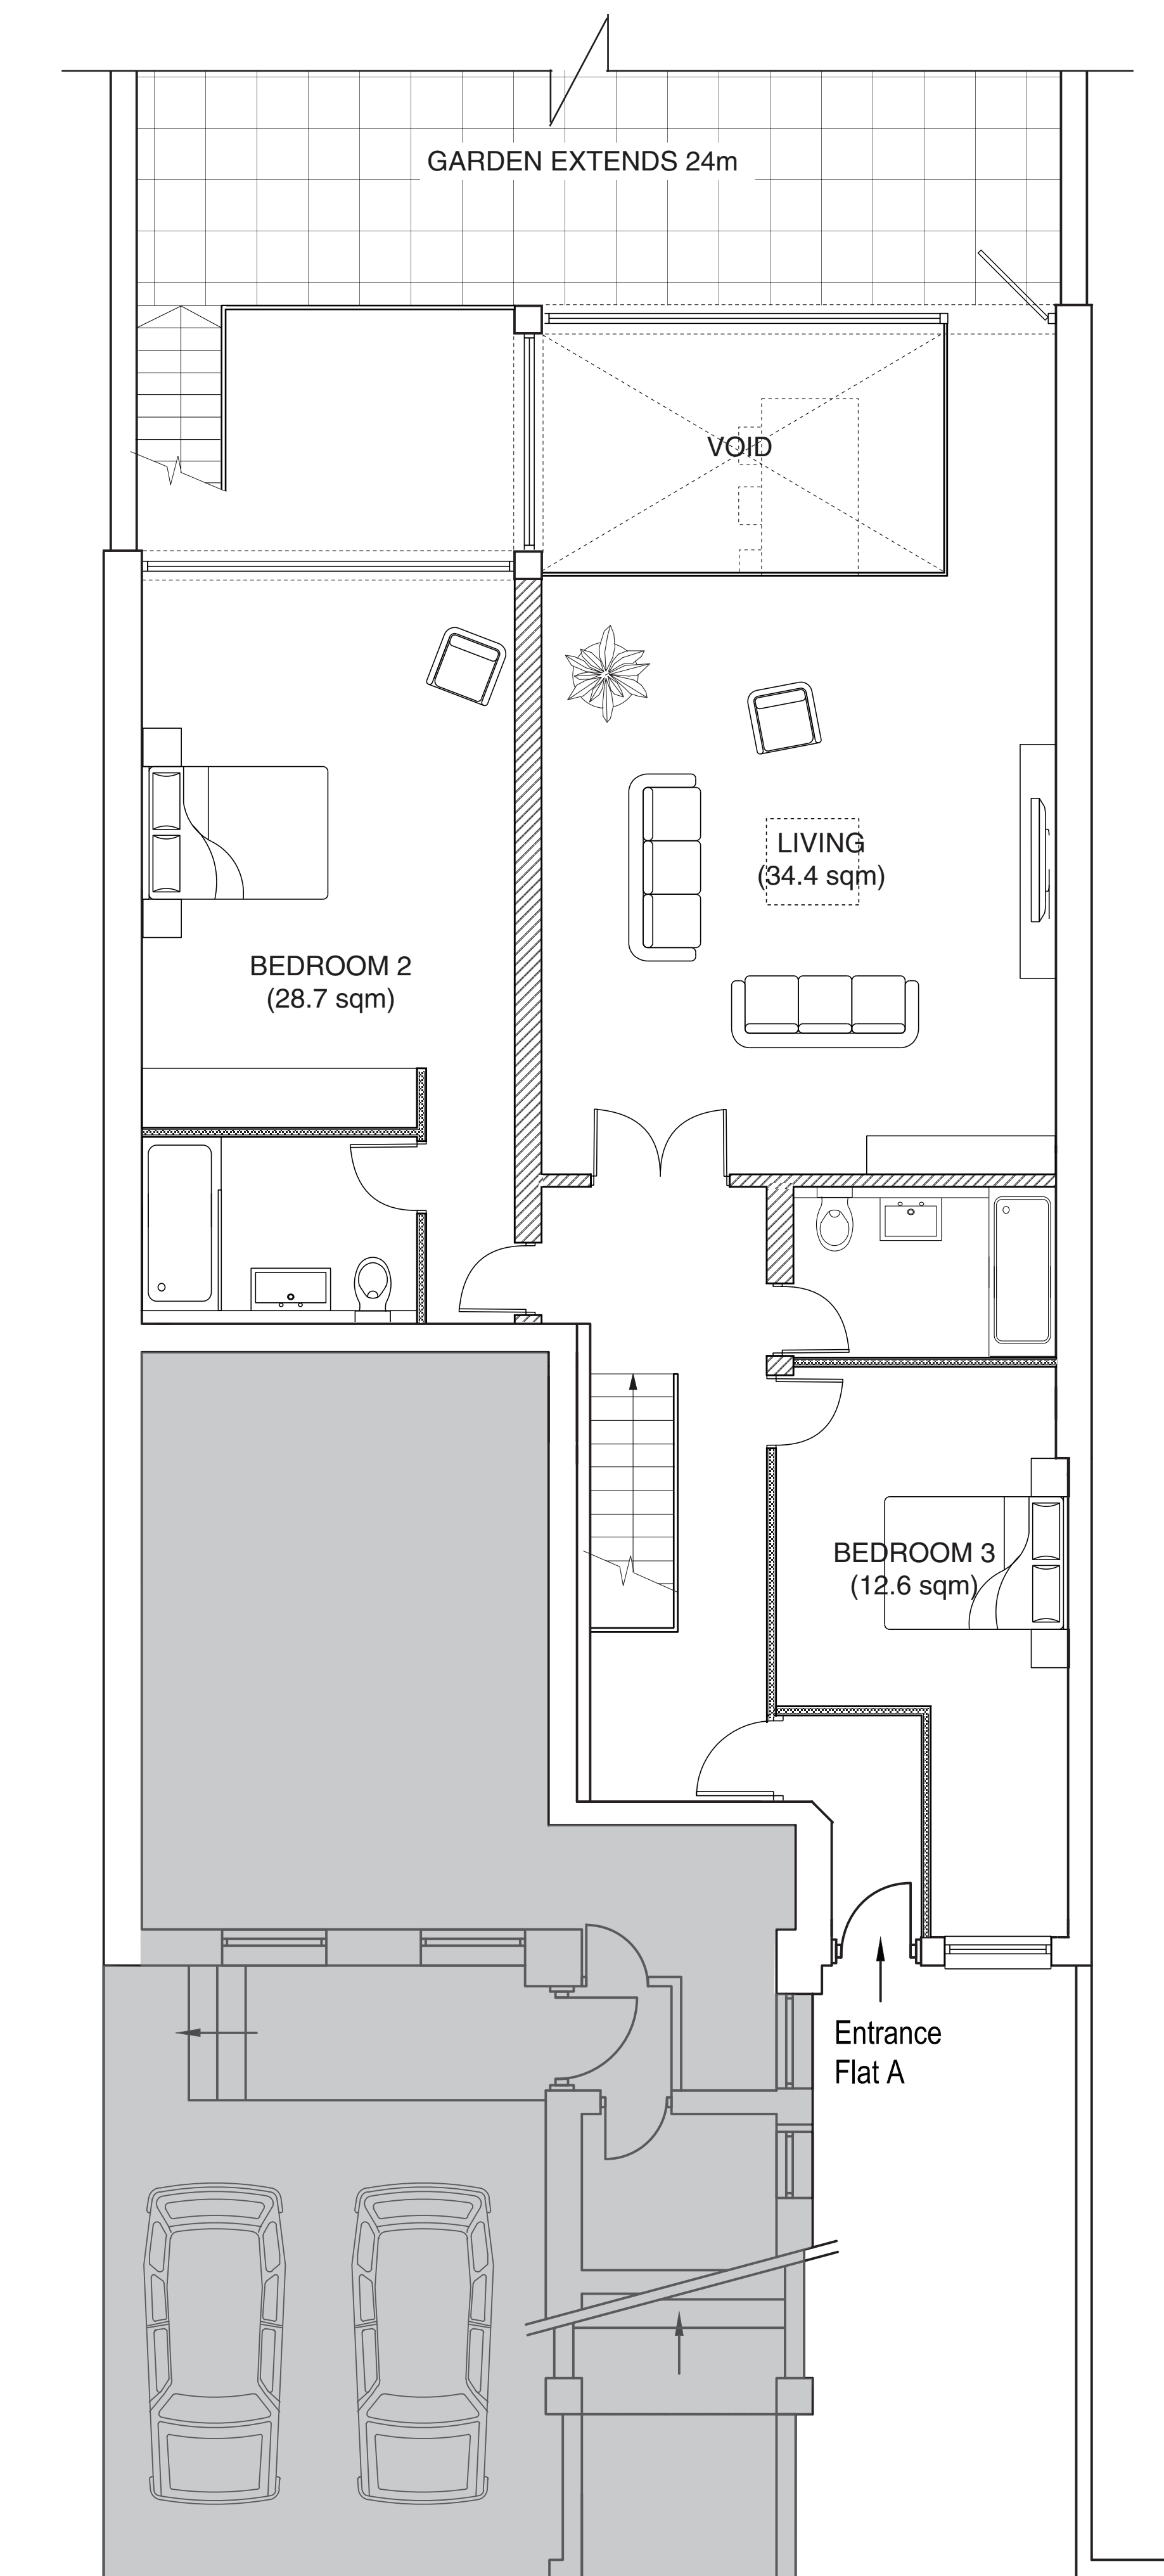 GARDEN EXTENDS 24m
VOID
LIVING
(34.4 sqm)
BEDROOM 2
(28.7 sqm)
BEDROOM 3
(12.6 sqm)
Entrance
Flat A